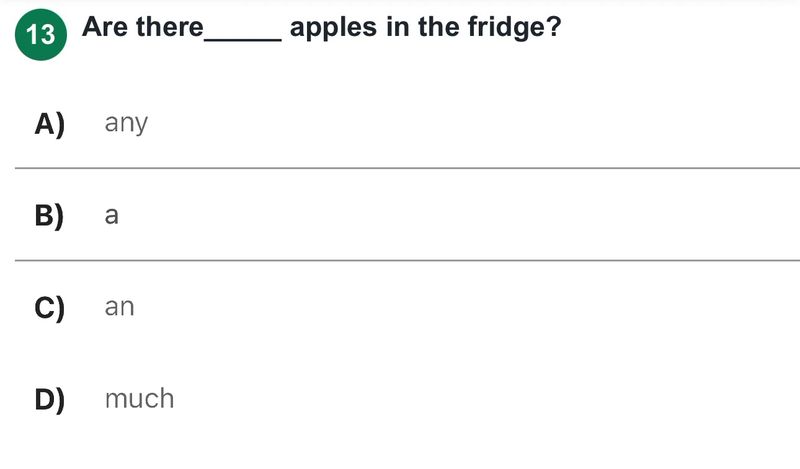 13 Are there_____ apples in the fridge?
A) any
B) a
C) an
D) much